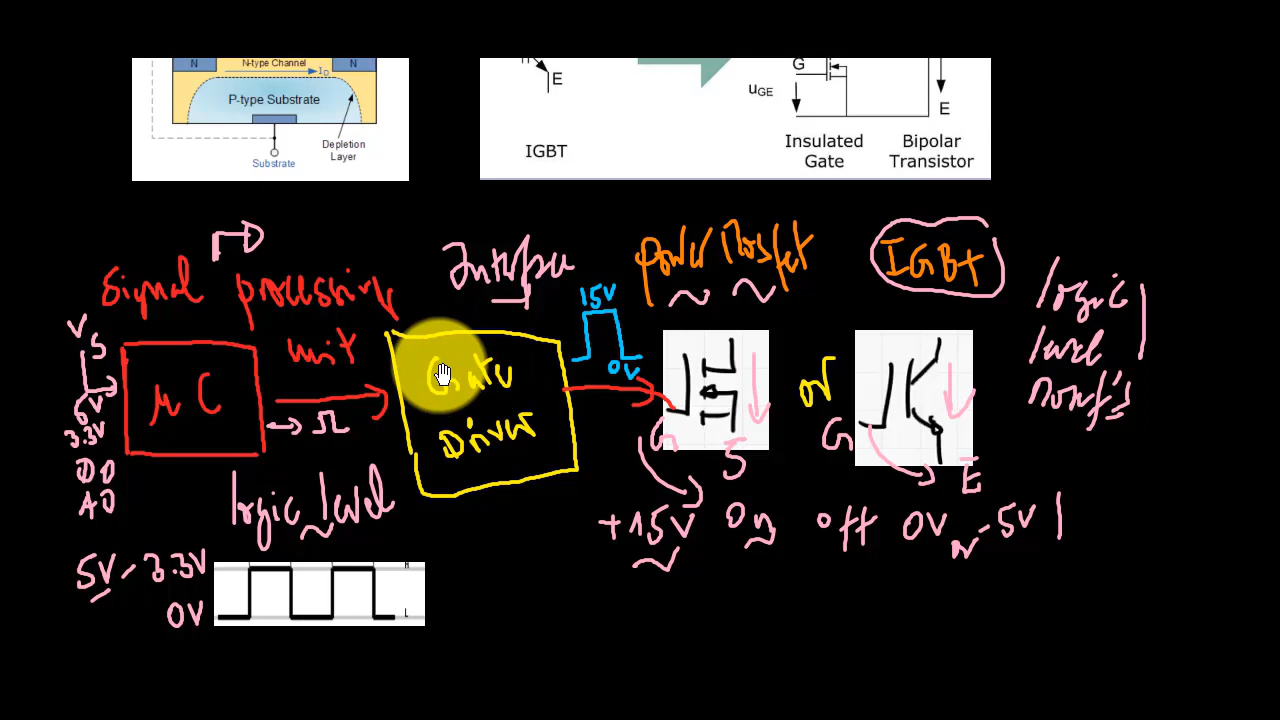 N N-type Channel I_D N
P-type Substrate
Depletion
Layer
Substrate
E
IGBT
G
uGE
E
Insulated
Gate
Bipolar
Transistor
Signal processing
unit
Interface
Power Mosfet
IGBT
logic
level
V
S
5V
3.3V
DO
AO
μC
Gate
Driver
15V
0V
or
G
S
G
E
logic level
+15V On off 0V or -5V
5V - 3.3V
0V
H
L